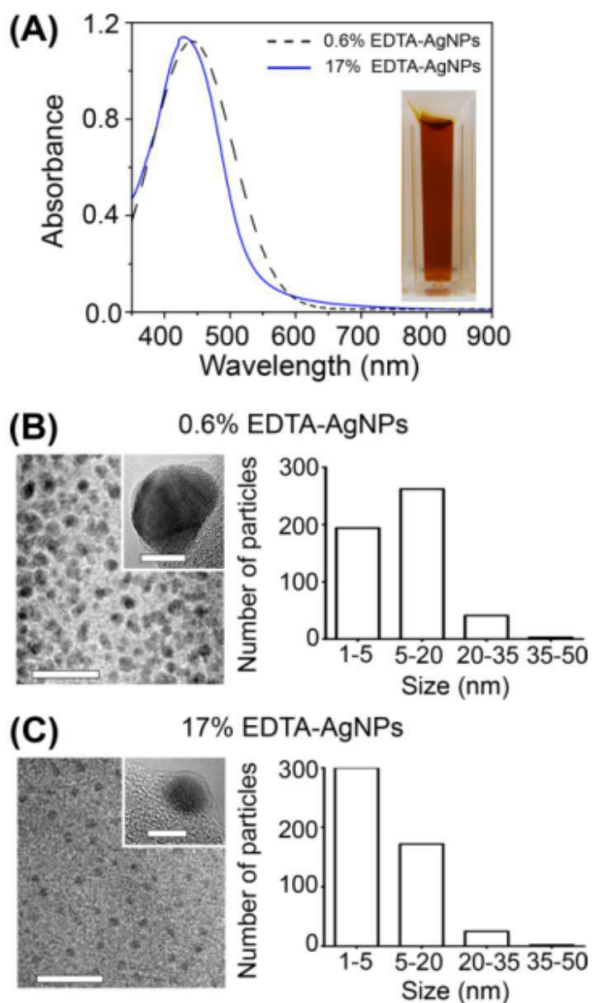 (A)
1.2
0.8
0.4
0.0
Absorbance
0.6% EDTA-AgNPs
17% EDTA-AgNPs
400 500 600 700 800 900
Wavelength (nm)
(B)
0.6% EDTA-AgNPs
Number of particles
300
200
100
0
1-5 5-20 20-35 35-50
Size (nm)
(C)
17% EDTA-AgNPs
Number of particles
300
200
100
0
1-5 5-20 20-35 35-50
Size (nm)